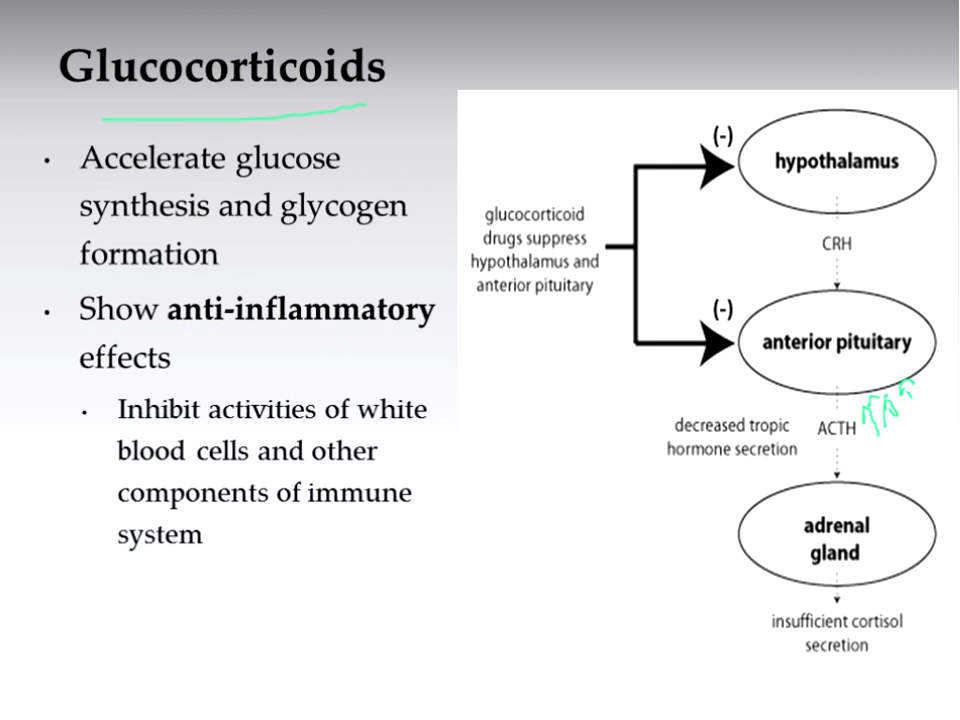 Glucocorticoids
• Accelerate glucose
synthesis and glycogen
formation
• Show anti-inflammatory
effects
• Inhibit activities of white
blood cells and other
components of immune
system
glucocorticoid
drugs suppress
hypothalamus and
anterior pituitary
(-)
hypothalamus
CRH
(-)
anterior pituitary
decreased tropic
hormone secretion
ACTH
adrenal
gland
insufficient cortisol
secretion